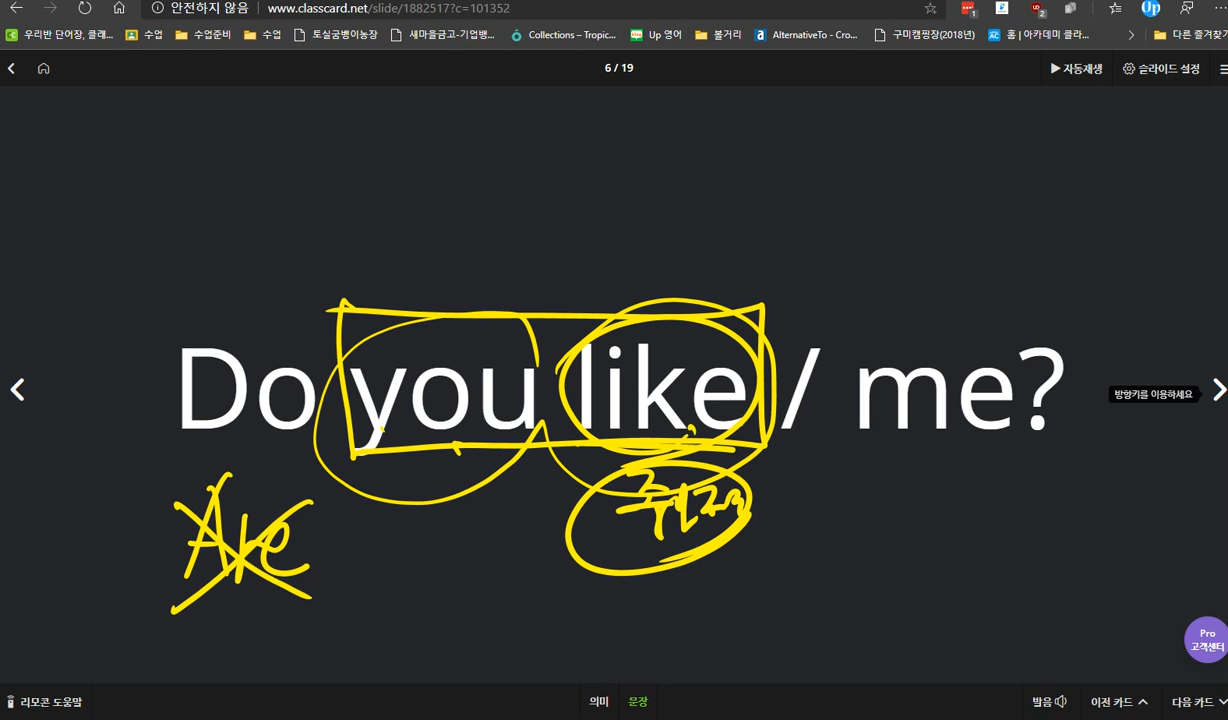 안전하지 않음 www.classcard.net/slide/1882517?c=101352
우리반 단어장, 클래... 수업 수업준비 수업 토실금병이농장 새마을금고-기업뱅... Collections – Tropic... Up 영어 볼거리 AlternativeTo - Cro... 구미캠핑장(2018년) 홈 | 아카데미 클라... 다른 즐겨찾기
6 / 19
자동재생 슬라이드 설정
Do you like / me?
방향키를 이용하세요
Are
Pro
고객센터
리모콘 도움말 의미 문장 발음 이전 카드 다음 카드